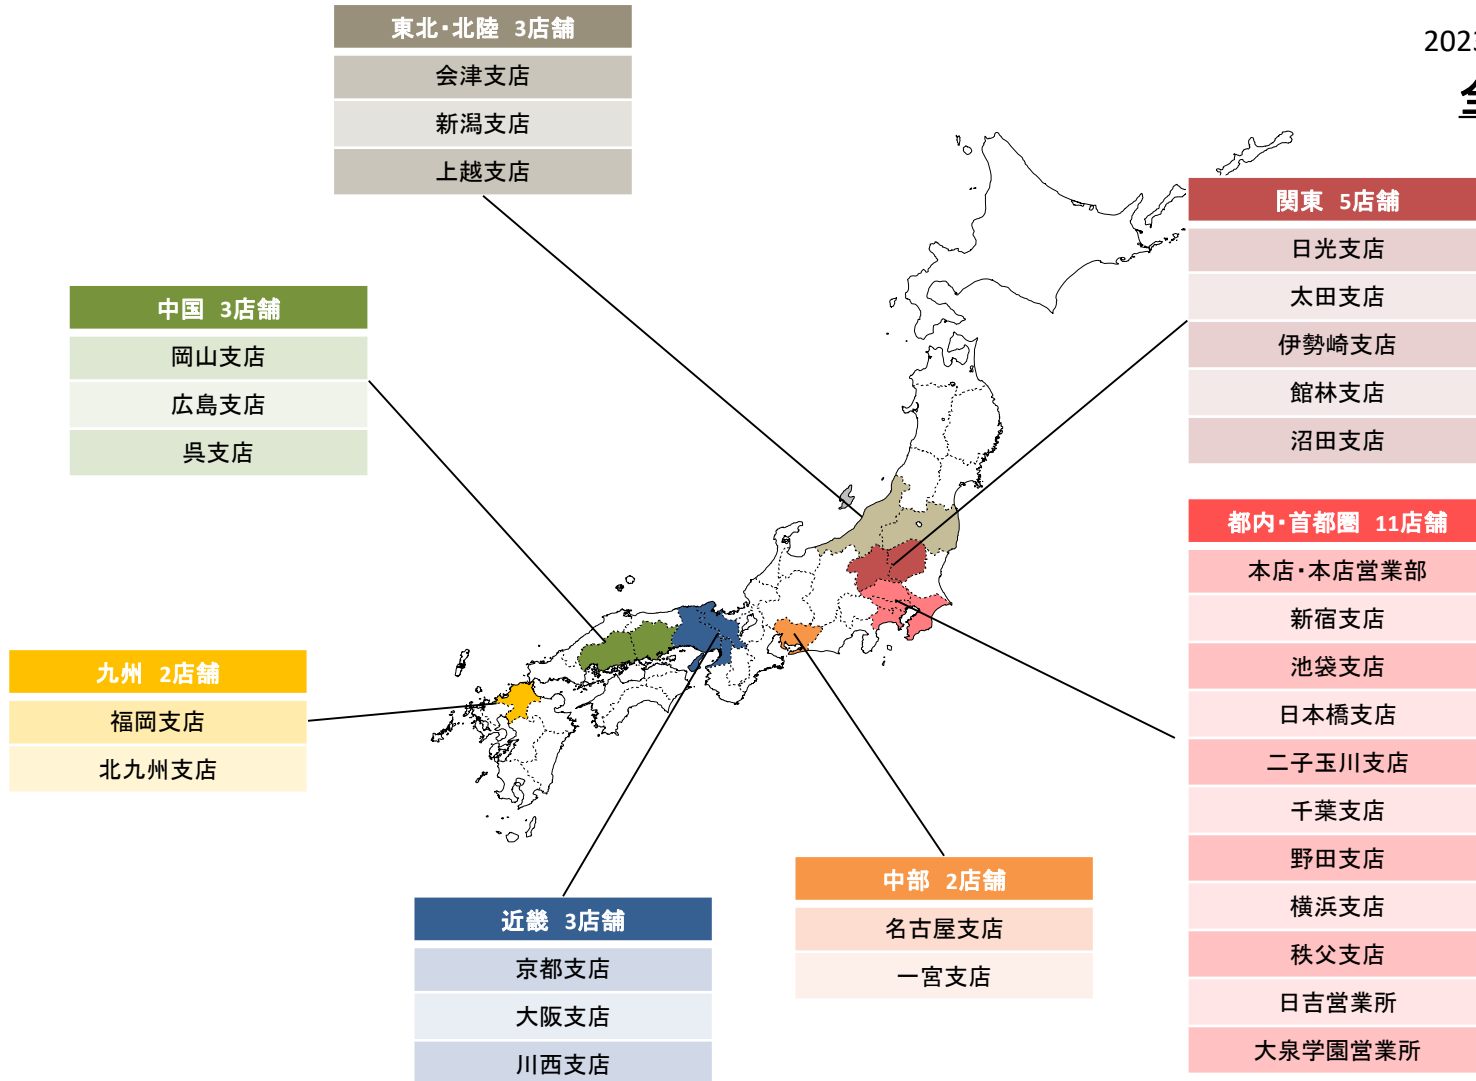 2023
全
東北・北陸 3店舗
会津支店
新潟支店
上越支店
関東 5店舗
日光支店
太田支店
伊勢崎支店
館林支店
沼田支店
中国 3店舗
岡山支店
広島支店
呉支店
都内・首都圏 11店舗
本店・本店営業部
新宿支店
池袋支店
日本橋支店
二子玉川支店
千葉支店
野田支店
横浜支店
秩父支店
日吉営業所
大泉学園営業所
九州 2店舗
福岡支店
北九州支店
中部 2店舗
名古屋支店
一宮支店
近畿 3店舗
京都支店
大阪支店
川西支店